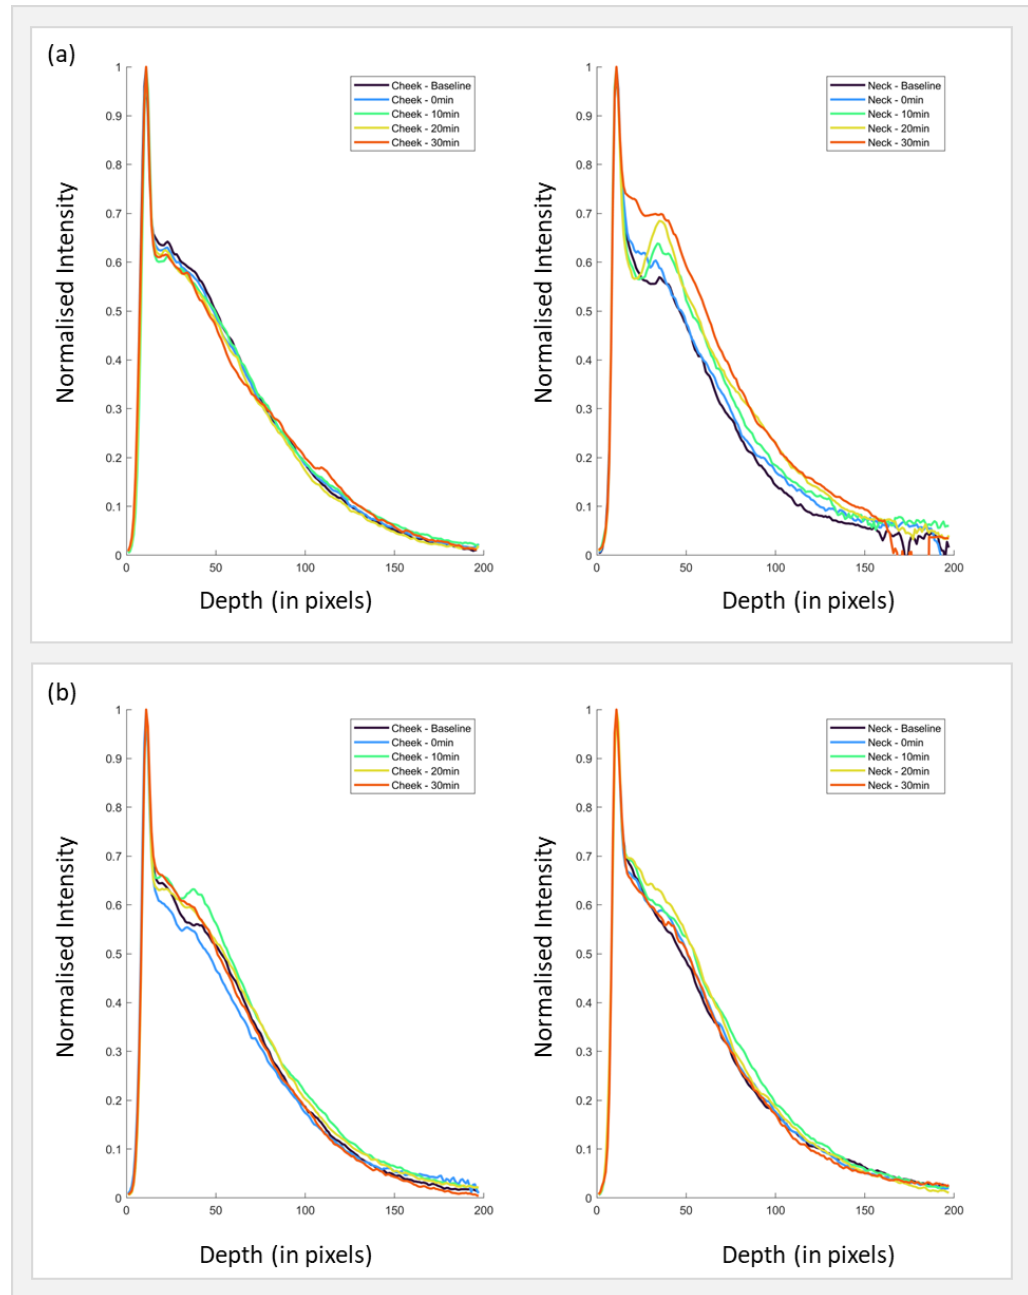 (a)
1
0.9
0.8
0.7
0.6
0.5
0.4
0.3
0.2
0.1
0
0
50
100
150
200
Normalised Intensity
Depth (in pixels)
Cheek - Baseline
Cheek - 0min
Cheek - 10min
Cheek - 20min
Cheek - 30min
1
0.9
0.8
0.7
0.6
0.5
0.4
0.3
0.2
0.1
0
0
50
100
150
200
Normalised Intensity
Depth (in pixels)
Neck - Baseline
Neck - 0min
Neck - 10min
Neck - 20min
Neck - 30min
(b)
1
0.9
0.8
0.7
0.6
0.5
0.4
0.3
0.2
0.1
0
0
50
100
150
200
Normalised Intensity
Depth (in pixels)
Cheek - Baseline
Cheek - 0min
Cheek - 10min
Cheek - 20min
Cheek - 30min
1
0.9
0.8
0.7
0.6
0.5
0.4
0.3
0.2
0.1
0
0
50
100
150
200
Normalised Intensity
Depth (in pixels)
Neck - Baseline
Neck - 0min
Neck - 10min
Neck - 20min
Neck - 30min